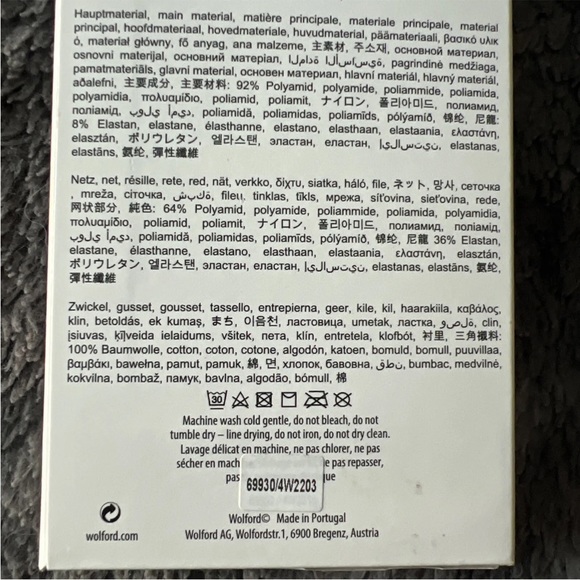 Hauptmaterial, main material, matière principale, materiale principale, material
principal, hoofdmateriaal, hovedmateriale, huvudmaterial, päämateriaali, βασικό υλικ
ό, materiał główny, fő anyag, ana malzeme, 主素材, 주소재, основной материал,
osnovni materijal, основний матеріал, المادة الأساسية, pagrindinė medžiaga,
pamatmateriāls, glavni material, основен материал, hlavní materiál, hlavný materiál,
aðalefni, 主要成分, 主要材料: 92% Polyamid, polyamide, poliammide, poliamida,
polyamidia, πολυαμίδιο, poliamid, poliamit, ナイロン, 폴리아미드, полиамид,
поліамід, بولي أميد, poliamidă, poliamidas, poliamīds, pólýamíð, 锦纶, 尼龍
8% Elastan, elastane, élasthanne, elastano, elasthaan, elastaania, ελαστάνη,
elasztán, ポリウレタン, 엘라스탠, эластан, еластан, إيلاستين, elastanas,
elastāns, 氨纶, 彈性纖維
Netz, net, résille, rete, red, nät, verkko, δίχτυ, siatka, háló, file, ネット, 망사, сеточка
, mreža, сіточка, شبكة, fileu, tinklas, tīkls, мрежа, síťovina, sieťovina, rede,
网状部分, 純色: 64% Polyamid, polyamide, poliammide, poliamida, polyamidia,
πολυαμίδιο, poliamid, poliamit, ナイロン, 폴리아미드, полиамид, поліамід,
بولي أميد, poliamidă, poliamidas, poliamīds, pólýamíð, 锦纶, 尼龍 36% Elastan,
elastane, élasthanne, elastano, elasthaan, elastaania, ελαστάνη, elasztán,
ポリウレタン, 엘라스탠, эластан, еластан, إيلاستين, elastanas, elastāns, 氨纶,
彈性纖維
Zwickel, gusset, gousset, tassello, entrepierna, geer, kile, kil, haarakiila, καβάλος,
klin, betoldás, ek kumaş, まち, 이음천, ластовица, umetak, ластка, وصلة, clin,
įsiuvas, ķīļveida ielaidums, všitek, пета, klín, entretela, klofbót, 衬里, 三角襠料:
100% Baumwolle, cotton, coton, cotone, algodón, katoen, bomuld, bomull, puuvillaa,
βαμβάκι, bawełna, pamut, pamuk, 綿, 면, хлопок, бавовна, قطن, bumbac, medvilnė,
kokvilna, bombaž, памук, bavlna, algodão, bómull, 棉
30
Machine wash cold gentle, do not bleach, do not
tumble dry – line drying, do not iron, do not dry clean.
Lavage délicat en machine, ne pas chlorer, ne pas
sécher en mach ne pas repasser,
pas
69930/4W2203
wolford.com
Wolford© Made in Portugal
Wolford AG, Wolfordstr.1, 6900 Bregenz, Austria